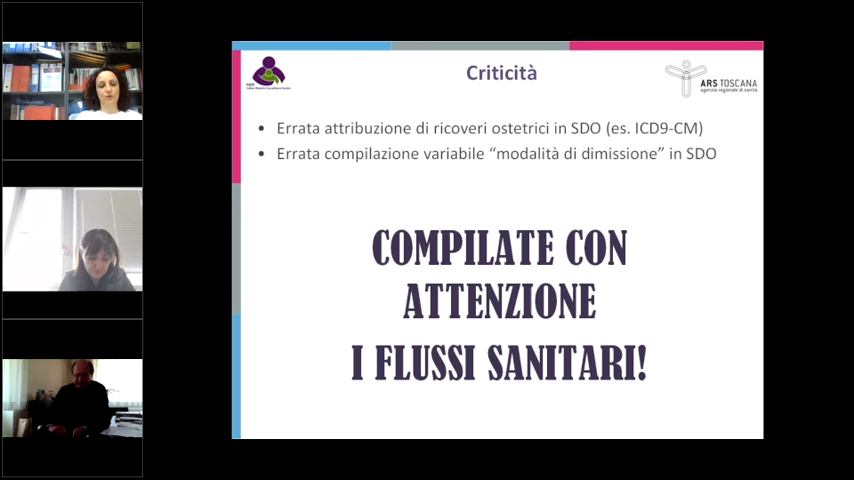 Criticità
ARS TOSCANA
agenzia regionale di sanità
• Errata attribuzione di ricoveri ostetrici in SDO (es. ICD9-CM)
• Errata compilazione variabile “modalità di dimissione” in SDO
COMPILATE CON
ATTENZIONE
I FLUSSI SANITARI!